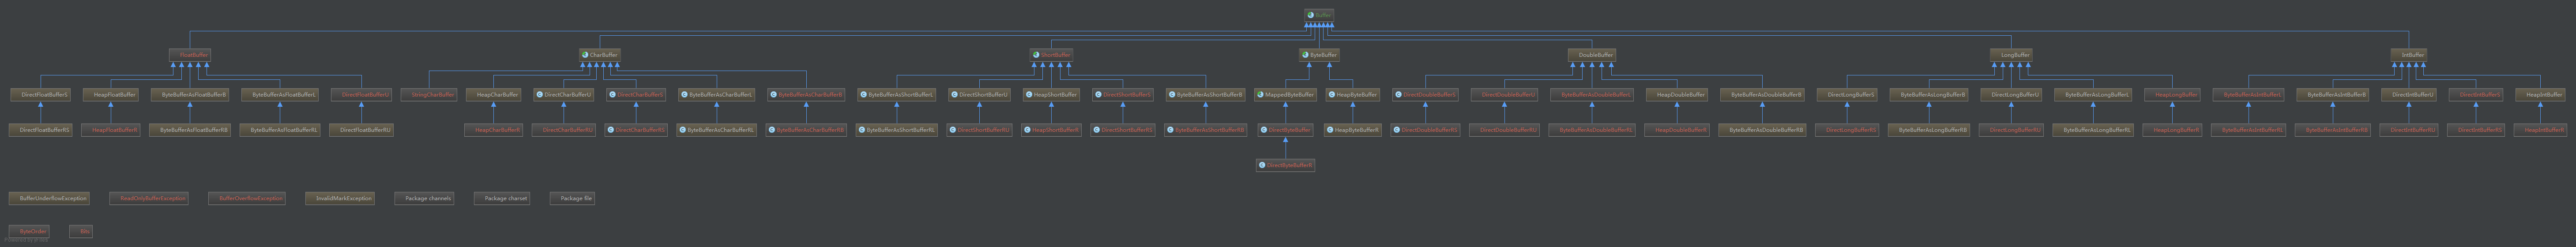 Buffer
FloatBuffer
CharBuffer
ShortBuffer
ByteBuffer
DoubleBuffer
LongBuffer
IntBuffer
DirectFloatBufferS
HeapFloatBuffer
ByteBufferAsFloatBufferB
ByteBufferAsFloatBufferL
DirectFloatBufferU
StringCharBuffer
HeapCharBuffer
DirectCharBufferU
DirectCharBufferS
ByteBufferAsCharBufferL
ByteBufferAsCharBufferB
ByteBufferAsShortBufferL
DirectShortBufferU
HeapShortBuffer
DirectShortBufferS
ByteBufferAsShortBufferB
MappedByteBuffer
HeapByteBuffer
DirectDoubleBufferS
DirectDoubleBufferU
ByteBufferAsDoubleBufferL
HeapDoubleBuffer
ByteBufferAsDoubleBufferB
DirectLongBufferS
ByteBufferAsLongBufferB
DirectLongBufferU
ByteBufferAsLongBufferL
HeapLongBuffer
ByteBufferAsIntBufferL
ByteBufferAsIntBufferB
DirectIntBufferU
DirectIntBufferS
HeapIntBuffer
DirectFloatBufferRS
HeapFloatBufferR
ByteBufferAsFloatBufferRB
ByteBufferAsFloatBufferRL
DirectFloatBufferRU
HeapCharBufferR
DirectCharBufferRU
DirectCharBufferRS
ByteBufferAsCharBufferRL
ByteBufferAsCharBufferRB
ByteBufferAsShortBufferRL
DirectShortBufferRU
HeapShortBufferR
DirectShortBufferRS
ByteBufferAsShortBufferRB
DirectByteBuffer
HeapByteBufferR
DirectDoubleBufferRS
DirectDoubleBufferRU
ByteBufferAsDoubleBufferRL
HeapDoubleBufferR
ByteBufferAsDoubleBufferRB
DirectLongBufferRS
ByteBufferAsLongBufferRB
DirectLongBufferRU
ByteBufferAsLongBufferRL
HeapLongBufferR
ByteBufferAsIntBufferRL
ByteBufferAsIntBufferRB
DirectIntBufferRU
DirectIntBufferRS
HeapIntBufferR
DirectByteBufferR
BufferUnderflowException
ReadOnlyBufferException
BufferOverflowException
InvalidMarkException
Package channels
Package charset
Package file
ByteOrder
Bits
Powered by yFiles